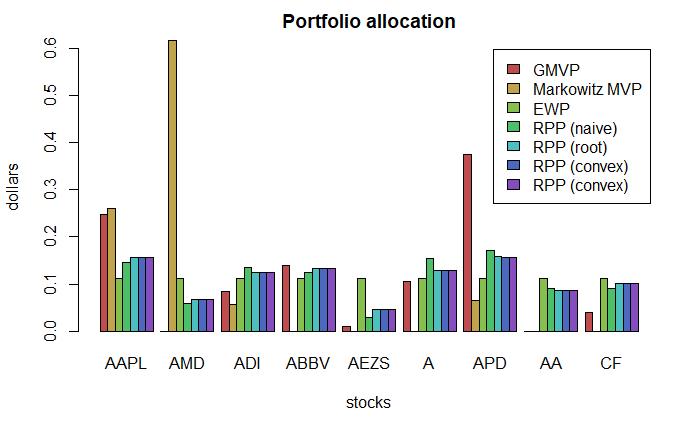 Portfolio allocation
GMVP
Markowitz MVP
EWP
RPP (naive)
RPP (root)
RPP (convex)
RPP (convex)
dollars
0.6
0.5
0.4
0.3
0.2
0.1
0.0
AAPL AMD ADI ABBV AEZS A APD AA CF
stocks